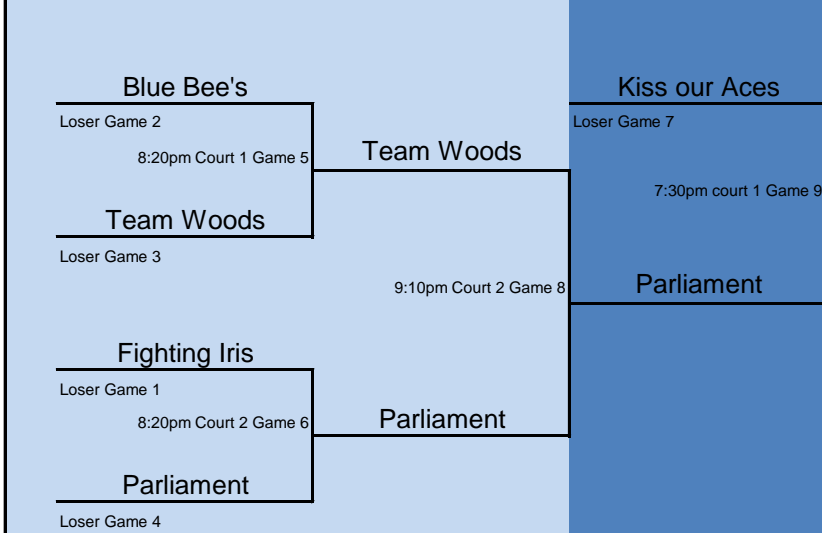 Blue Bee's
Loser Game 2
8:20pm Court 1 Game 5
Team Woods
Loser Game 3
Team Woods
9:10pm Court 2 Game 8
Fighting Iris
Loser Game 1
8:20pm Court 2 Game 6
Parliament
Loser Game 4
Parliament
Kiss our Aces
Loser Game 7
7:30pm court 1 Game 9
Parliament